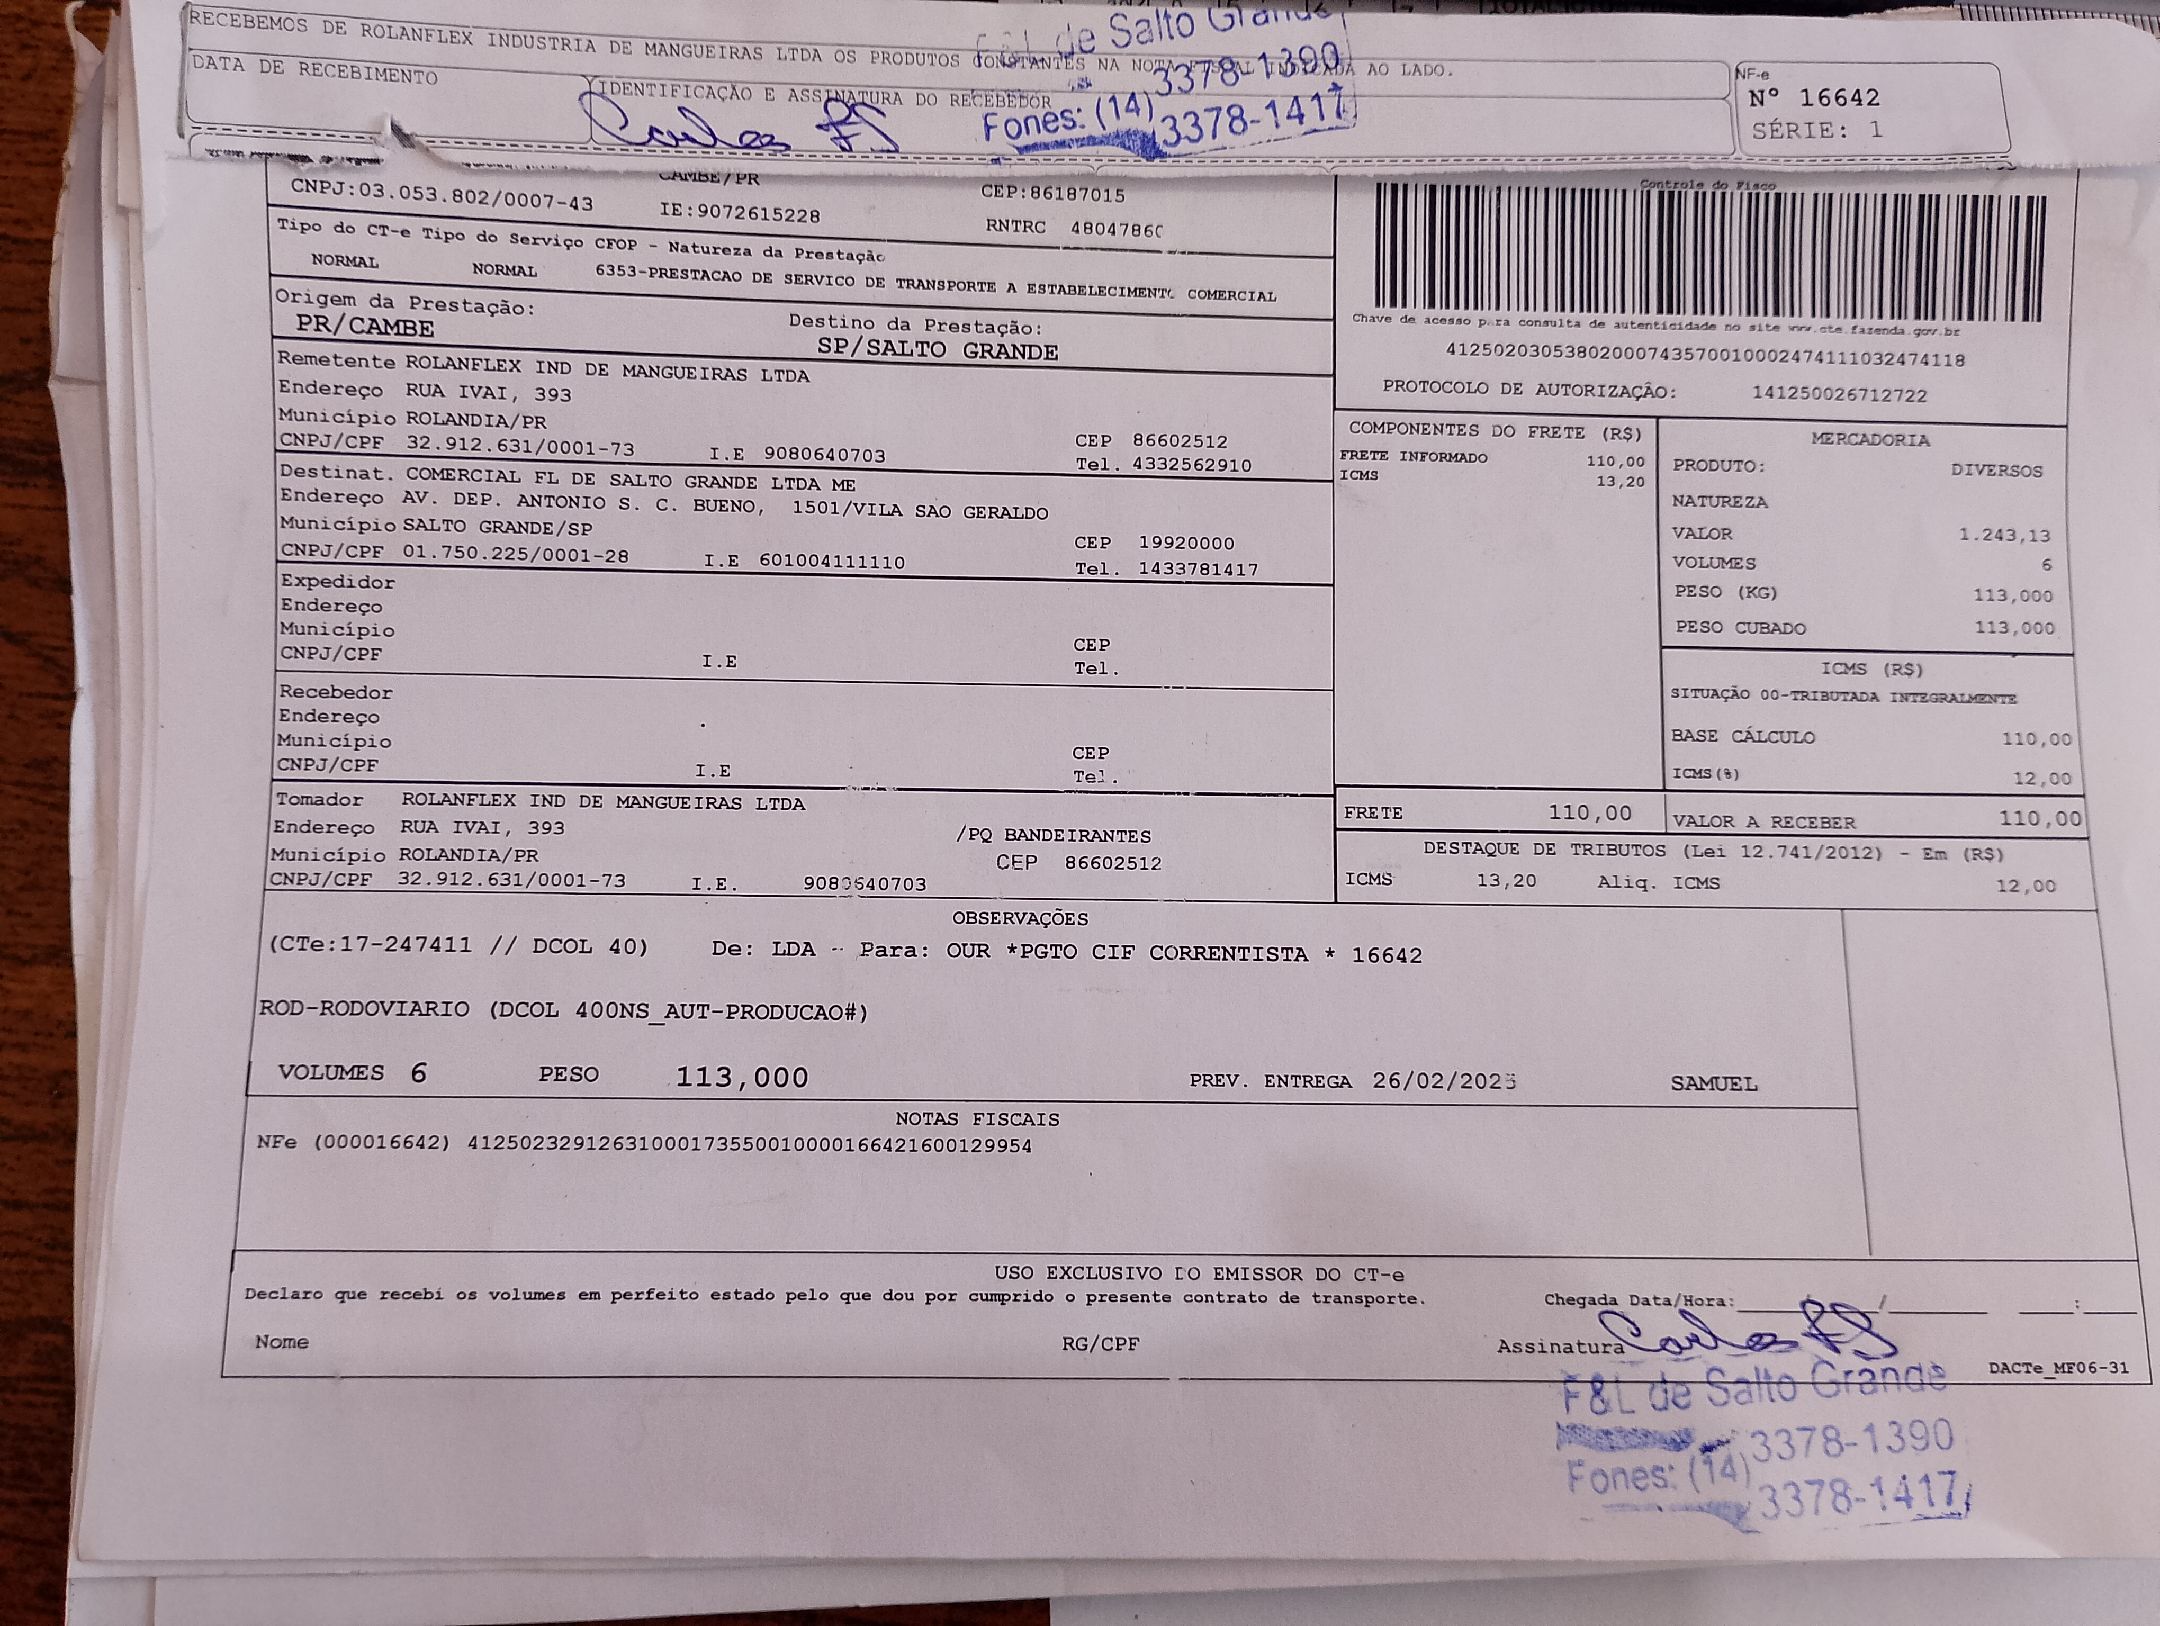 RECEBEMOS DE ROLANFLEX INDUSTRIA DE MANGUEIRAS LTDA OS PRODUTOS CONSTANTES NA NOTA FISCAL INDICADA AO LADO.
F&L de Salto Grande
3378-1390
Fones: (14) 3378-1417
DATA DE RECEBIMENTO
IDENTIFICAÇÃO E ASSINATURA DO RECEBEDOR
Carlos
NF-e
Nº 16642
SÉRIE: 1
CAMBE/PR
CNPJ:03.053.802/0007-43 IE:9072615228
CEP:86187015
RNTRC 48047860
Controle do Fisco
Tipo do CT-e Tipo do Serviço CFOP - Natureza da Prestação
NORMAL NORMAL 6353-PRESTACAO DE SERVICO DE TRANSPORTE A ESTABELECIMENTO COMERCIAL
Origem da Prestação:
PR/CAMBE
Destino da Prestação:
SP/SALTO GRANDE
Chave de acesso para consulta de autenticidade no site www.cte.fazenda.gov.br
41250203053802000743570010002474111032474118
PROTOCOLO DE AUTORIZAÇÃO: 141250026712722
Remetente ROLANFLEX IND DE MANGUEIRAS LTDA
Endereço RUA IVAI, 393
Município ROLANDIA/PR
CNPJ/CPF 32.912.631/0001-73 I.E 9080640703
CEP 86602512
Tel. 4332562910
Destinat. COMERCIAL FL DE SALTO GRANDE LTDA ME
Endereço AV. DEP. ANTONIO S. C. BUENO, 1501/VILA SAO GERALDO
Município SALTO GRANDE/SP
CNPJ/CPF 01.750.225/0001-28 I.E 601004111110
CEP 19920000
Tel. 1433781417
Expedidor
Endereço
Município
CNPJ/CPF I.E
CEP
Tel.
Recebedor
Endereço
Município
CNPJ/CPF I.E
CEP
Tel.
Tomador ROLANFLEX IND DE MANGUEIRAS LTDA
Endereço RUA IVAI, 393 /PQ BANDEIRANTES
Município ROLANDIA/PR CEP 86602512
CNPJ/CPF 32.912.631/0001-73 I.E. 9080640703
COMPONENTES DO FRETE (R$)
FRETE INFORMADO 110,00
ICMS 13,20
MERCADORIA
PRODUTO: DIVERSOS
NATUREZA
VALOR 1.243,13
VOLUMES 6
PESO (KG) 113,000
PESO CUBADO 113,000
ICMS (R$)
SITUAÇÃO 00-TRIBUTADA INTEGRALMENTE
BASE CÁLCULO 110,00
ICMS(%) 12,00
FRETE 110,00
VALOR A RECEBER 110,00
DESTAQUE DE TRIBUTOS (Lei 12.741/2012) - Em (R$)
ICMS 13,20 Aliq. ICMS 12,00
OBSERVAÇÕES
(CTe:17-247411 // DCOL 40) De: LDA - Para: OUR *PGTO CIF CORRENTISTA * 16642
ROD-RODOVIARIO (DCOL 400NS_AUT-PRODUCAO#)
VOLUMES 6 PESO 113,000 PREV. ENTREGA 26/02/2025 SAMUEL
NOTAS FISCAIS
NFe (000016642) 41250232912631000173550010000166421600129954
USO EXCLUSIVO DO EMISSOR DO CT-e
Declaro que recebi os volumes em perfeito estado pelo que dou por cumprido o presente contrato de transporte. Chegada Data/Hora:____/____/____ ___:___
Nome RG/CPF Assinatura Carlos
DACTe_MF06-31
F&L de Salto Grande
3378-1390
Fones: (14) 3378-1417